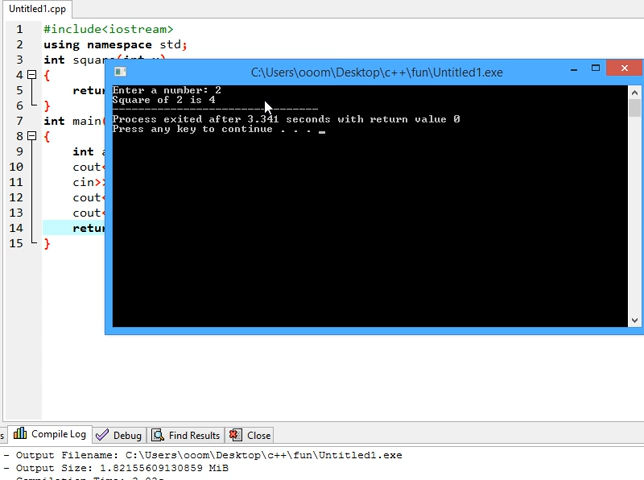 Untitled1.cpp
1 #include<iostream>
2 using namespace std;
3 int square(int x)
C:\Users\ooom\Desktop\c++\fun\Untitled1.exe
4 {
Enter a number: 2
5 retur
Square of 2 is 4
6 }
--------------------------------
7 int main(
Process exited after 3.341 seconds with return value 0
8 {
Press any key to continue . . .
9 int a
10 cout<
11 cin>>
12 cout<
13 cout<
14 retur
15 }
s Compile Log Debug Find Results Close
- Output Filename: C:\Users\ooom\Desktop\c++\fun\Untitled1.exe
- Output Size: 1.82155609130859 MiB